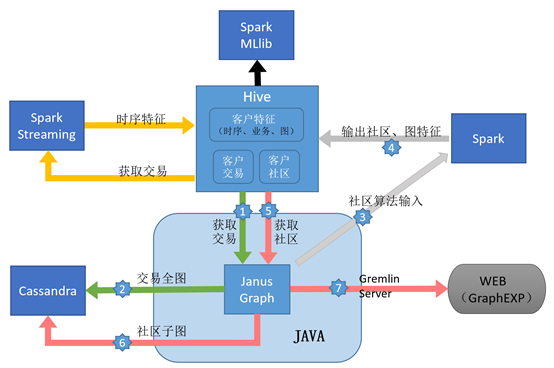 Spark
MLlib
Hive
客户特征
（时序、业务、图）
客户
交易
客户
社区
Spark
Streaming
时序特征
获取交易
输出社区、图特征
4
Spark
社区算法输入
3
1
5
获取
交易
获取
社区
Cassandra
交易全图
2
Janus
Graph
7
Gremlin
Server
WEB
（GraphEXP）
社区子图
6
JAVA